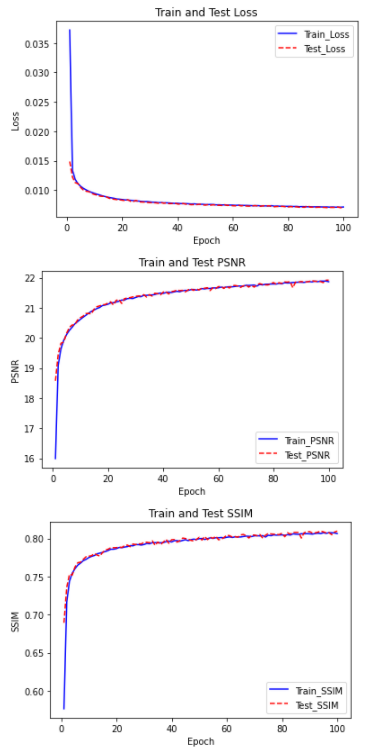 Train and Test Loss
Train_Loss
Test_Loss
0.035
0.030
0.025
0.020
0.015
0.010
Loss
0 20 40 60 80 100
Epoch
Train and Test PSNR
22
21
20
19
18
17
16
PSNR
Train_PSNR
Test_PSNR
0 20 40 60 80 100
Epoch
Train and Test SSIM
0.80
0.75
0.70
0.65
0.60
SSIM
Train_SSIM
Test_SSIM
0 20 40 60 80 100
Epoch